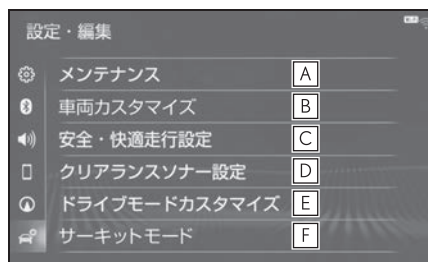 設定・編集
メンテナンス A
車両カスタマイズ B
安全・快適走行設定 C
クリアランスソナー設定 D
ドライブモードカスタマイズ E
サーキットモード F